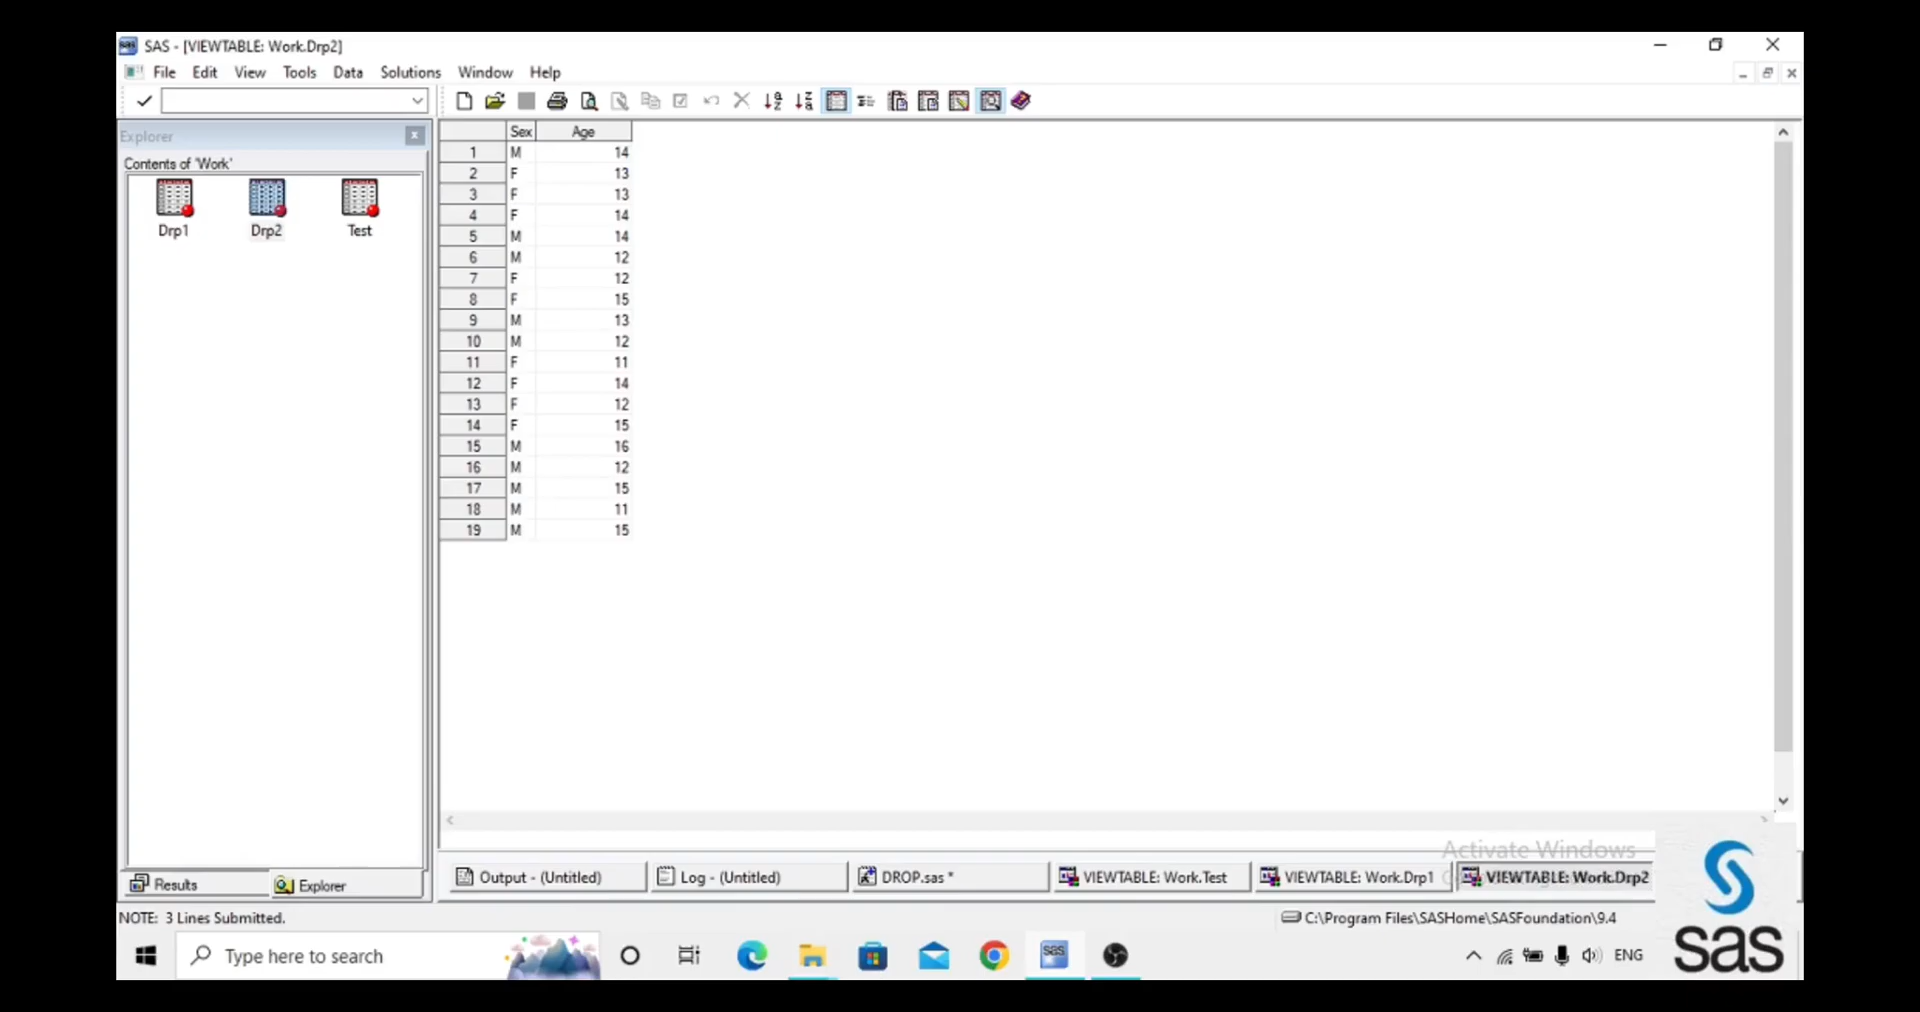 SAS - [VIEWTABLE: Work.Drp2]
File Edit View Tools Data Solutions Window Help
Explorer
Contents of 'Work'
Drp1 Drp2 Test
Sex Age
1 M 14
2 F 13
3 F 13
4 F 14
5 M 14
6 M 12
7 F 12
8 F 15
9 M 13
10 M 12
11 F 11
12 F 14
13 F 12
14 F 15
15 M 16
16 M 12
17 M 15
18 M 11
19 M 15
Activate Windows
Results Explorer
Output - (Untitled) Log - (Untitled) DROP.sas * VIEWTABLE: Work.Test VIEWTABLE: Work.Drp1 VIEWTABLE: Work.Drp2
NOTE: 3 Lines Submitted.
C:\Program Files\SASHome\SASFoundation\9.4
Type here to search
sas
ENG
sas